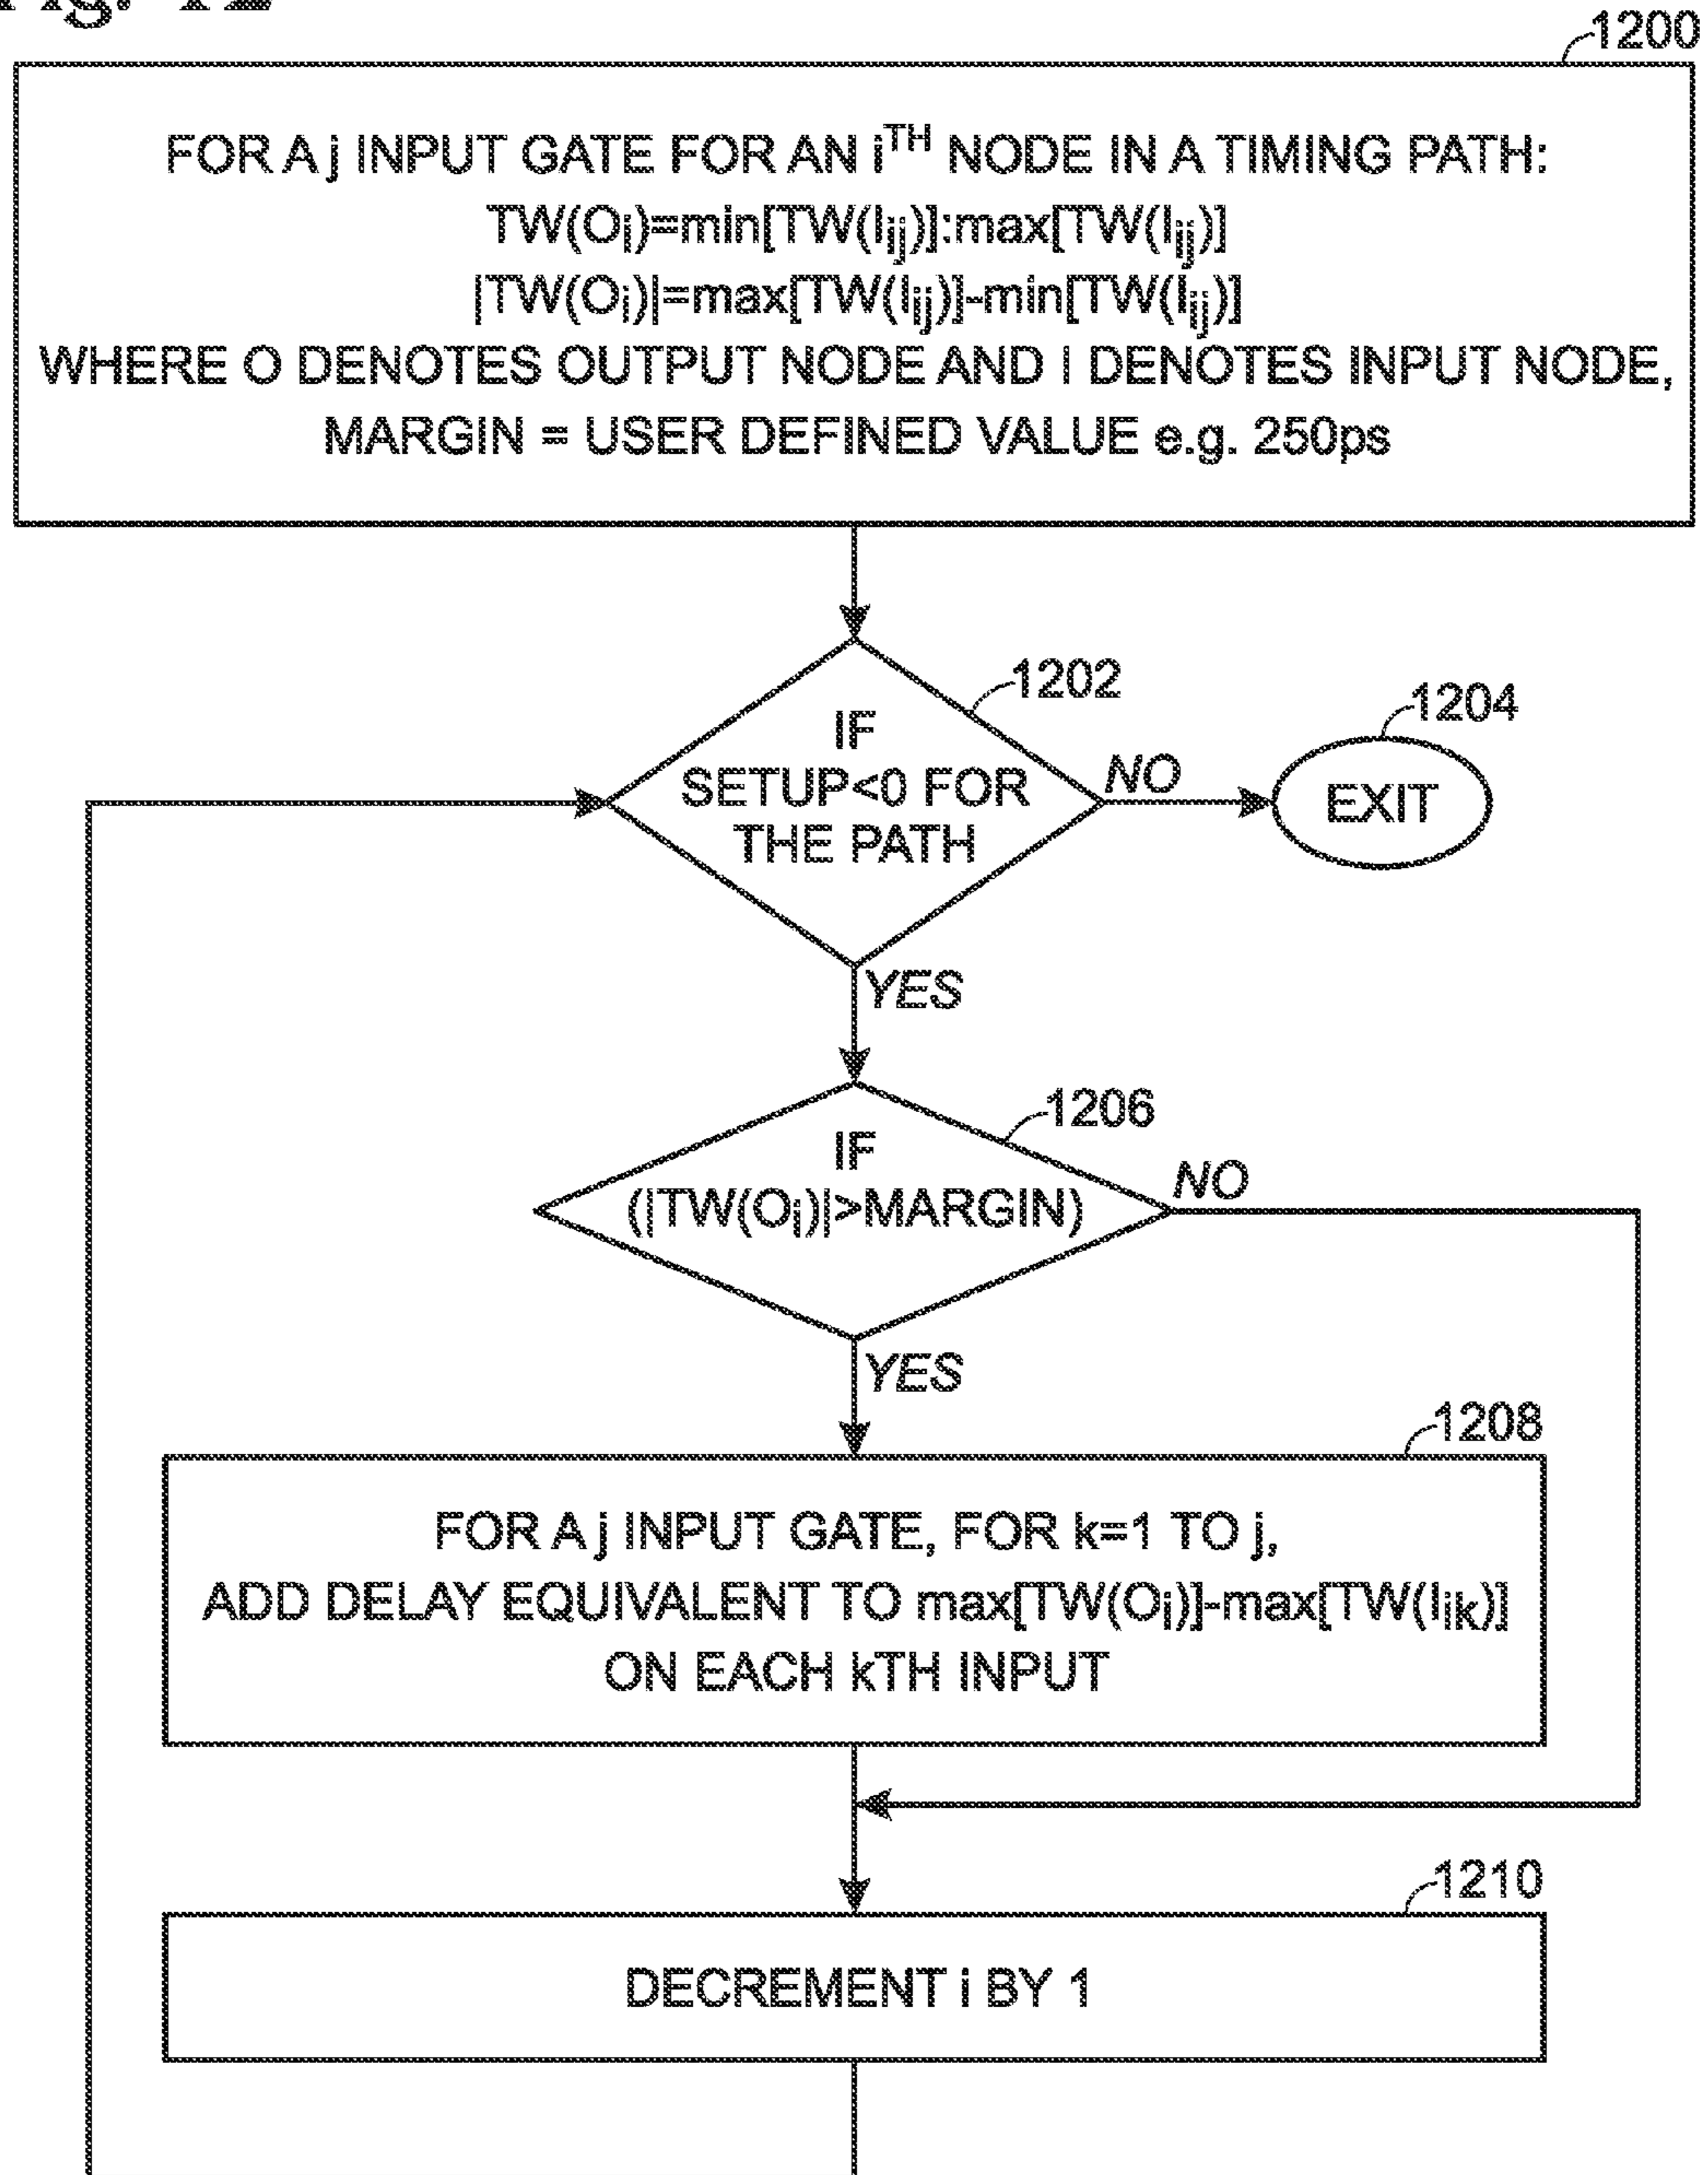 1200
FOR A j INPUT GATE FOR AN iTH NODE IN A TIMING PATH:
TW(Oi)=min[TW(Iij)]:max[TW(Iij)]
|TW(Oi)|=max[TW(Iij)]-min[TW(Iij)]
WHERE O DENOTES OUTPUT NODE AND I DENOTES INPUT NODE,
MARGIN = USER DEFINED VALUE e.g. 250ps
1202
IF
SETUP<0 FOR
THE PATH
NO
1204
EXIT
YES
1206
IF
(|TW(Oi)|>MARGIN)
NO
YES
1208
FOR A j INPUT GATE, FOR k=1 TO j,
ADD DELAY EQUIVALENT TO max[TW(Oi)]-max[TW(Iik)]
ON EACH kTH INPUT
1210
DECREMENT i BY 1